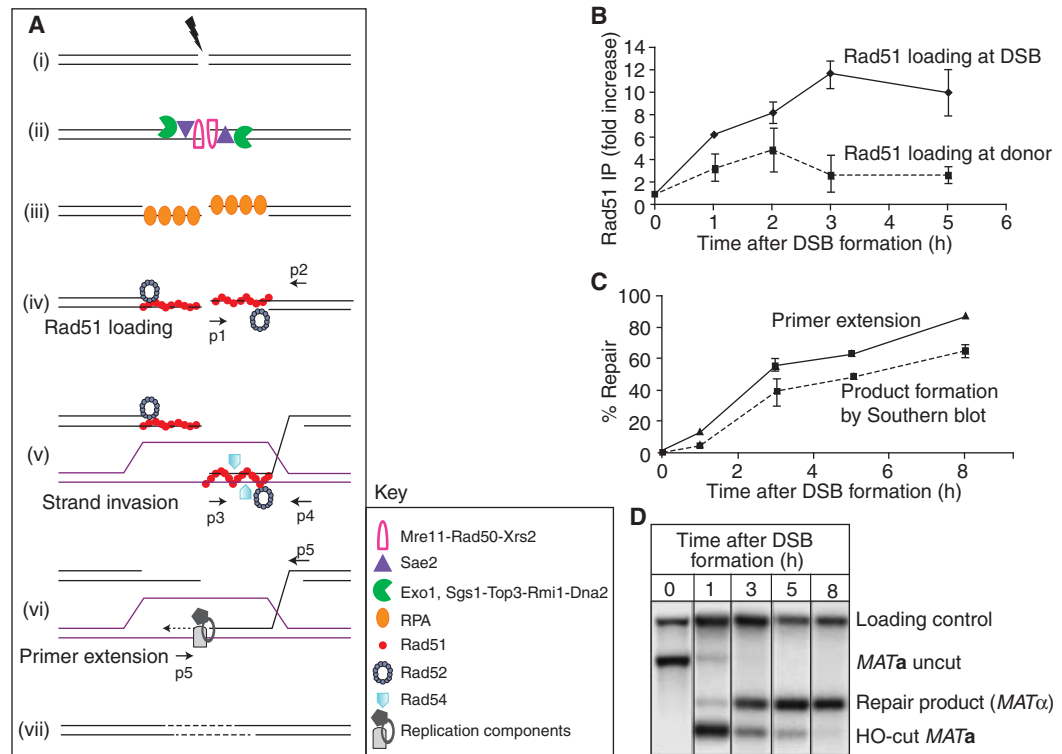 A
(i)
(ii)
(iii)
(iv)
p2
Rad51 loading
p1
(v)
Strand invasion
p3
p4
p5
(vi)
Primer extension
p5
(vii)
Key
Mre11-Rad50-Xrs2
Sae2
Exo1, Sgs1-Top3-Rmi1-Dna2
RPA
Rad51
Rad52
Rad54
Replication components
B
Rad51 IP (fold increase)
14
12
10
8
6
4
2
0
Rad51 loading at DSB
Rad51 loading at donor
0 1 2 3 4 5 6
Time after DSB formation (h)
C
% Repair
100
80
60
40
20
0
Primer extension
Product formation
by Southern blot
0 2 4 6 8
Time after DSB formation (h)
D
Time after DSB
formation (h)
0 1 3 5 8
Loading control
MATa uncut
Repair product (MATα)
HO-cut MATa